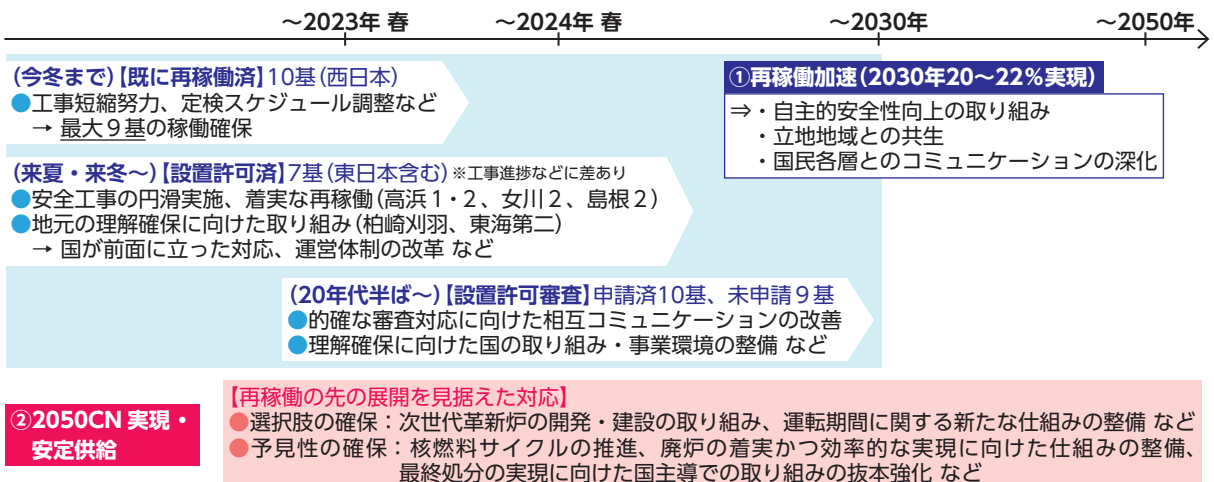 ～2023年 春
～2024年 春
～2030年
～2050年
(今冬まで)【既に再稼働済】10基(西日本)
●工事短縮努力、定検スケジュール調整など
→ 最大９基の稼働確保
①再稼働加速(2030年20～22%実現)
⇒・自主的安全性向上の取り組み
・立地地域との共生
・国民各層とのコミュニケーションの深化
(来夏・来冬～)【設置許可済】7基(東日本含む)※工事進捗などに差あり
●安全工事の円滑実施、着実な再稼働(高浜１・２、女川２、島根２)
●地元の理解確保に向けた取り組み(柏崎刈羽、東海第二)
→ 国が前面に立った対応、運営体制の改革 など
(20年代半ば～)【設置許可審査】申請済10基、未申請９基
●的確な審査対応に向けた相互コミュニケーションの改善
●理解確保に向けた国の取り組み・事業環境の整備 など
②2050CN 実現・
安定供給
【再稼働の先の展開を見据えた対応】
●選択肢の確保：次世代革新炉の開発・建設の取り組み、運転期間に関する新たな仕組みの整備 など
●予見性の確保：核燃料サイクルの推進、廃炉の着実かつ効率的な実現に向けた仕組みの整備、
最終処分の実現に向けた国主導での取り組みの抜本強化 など